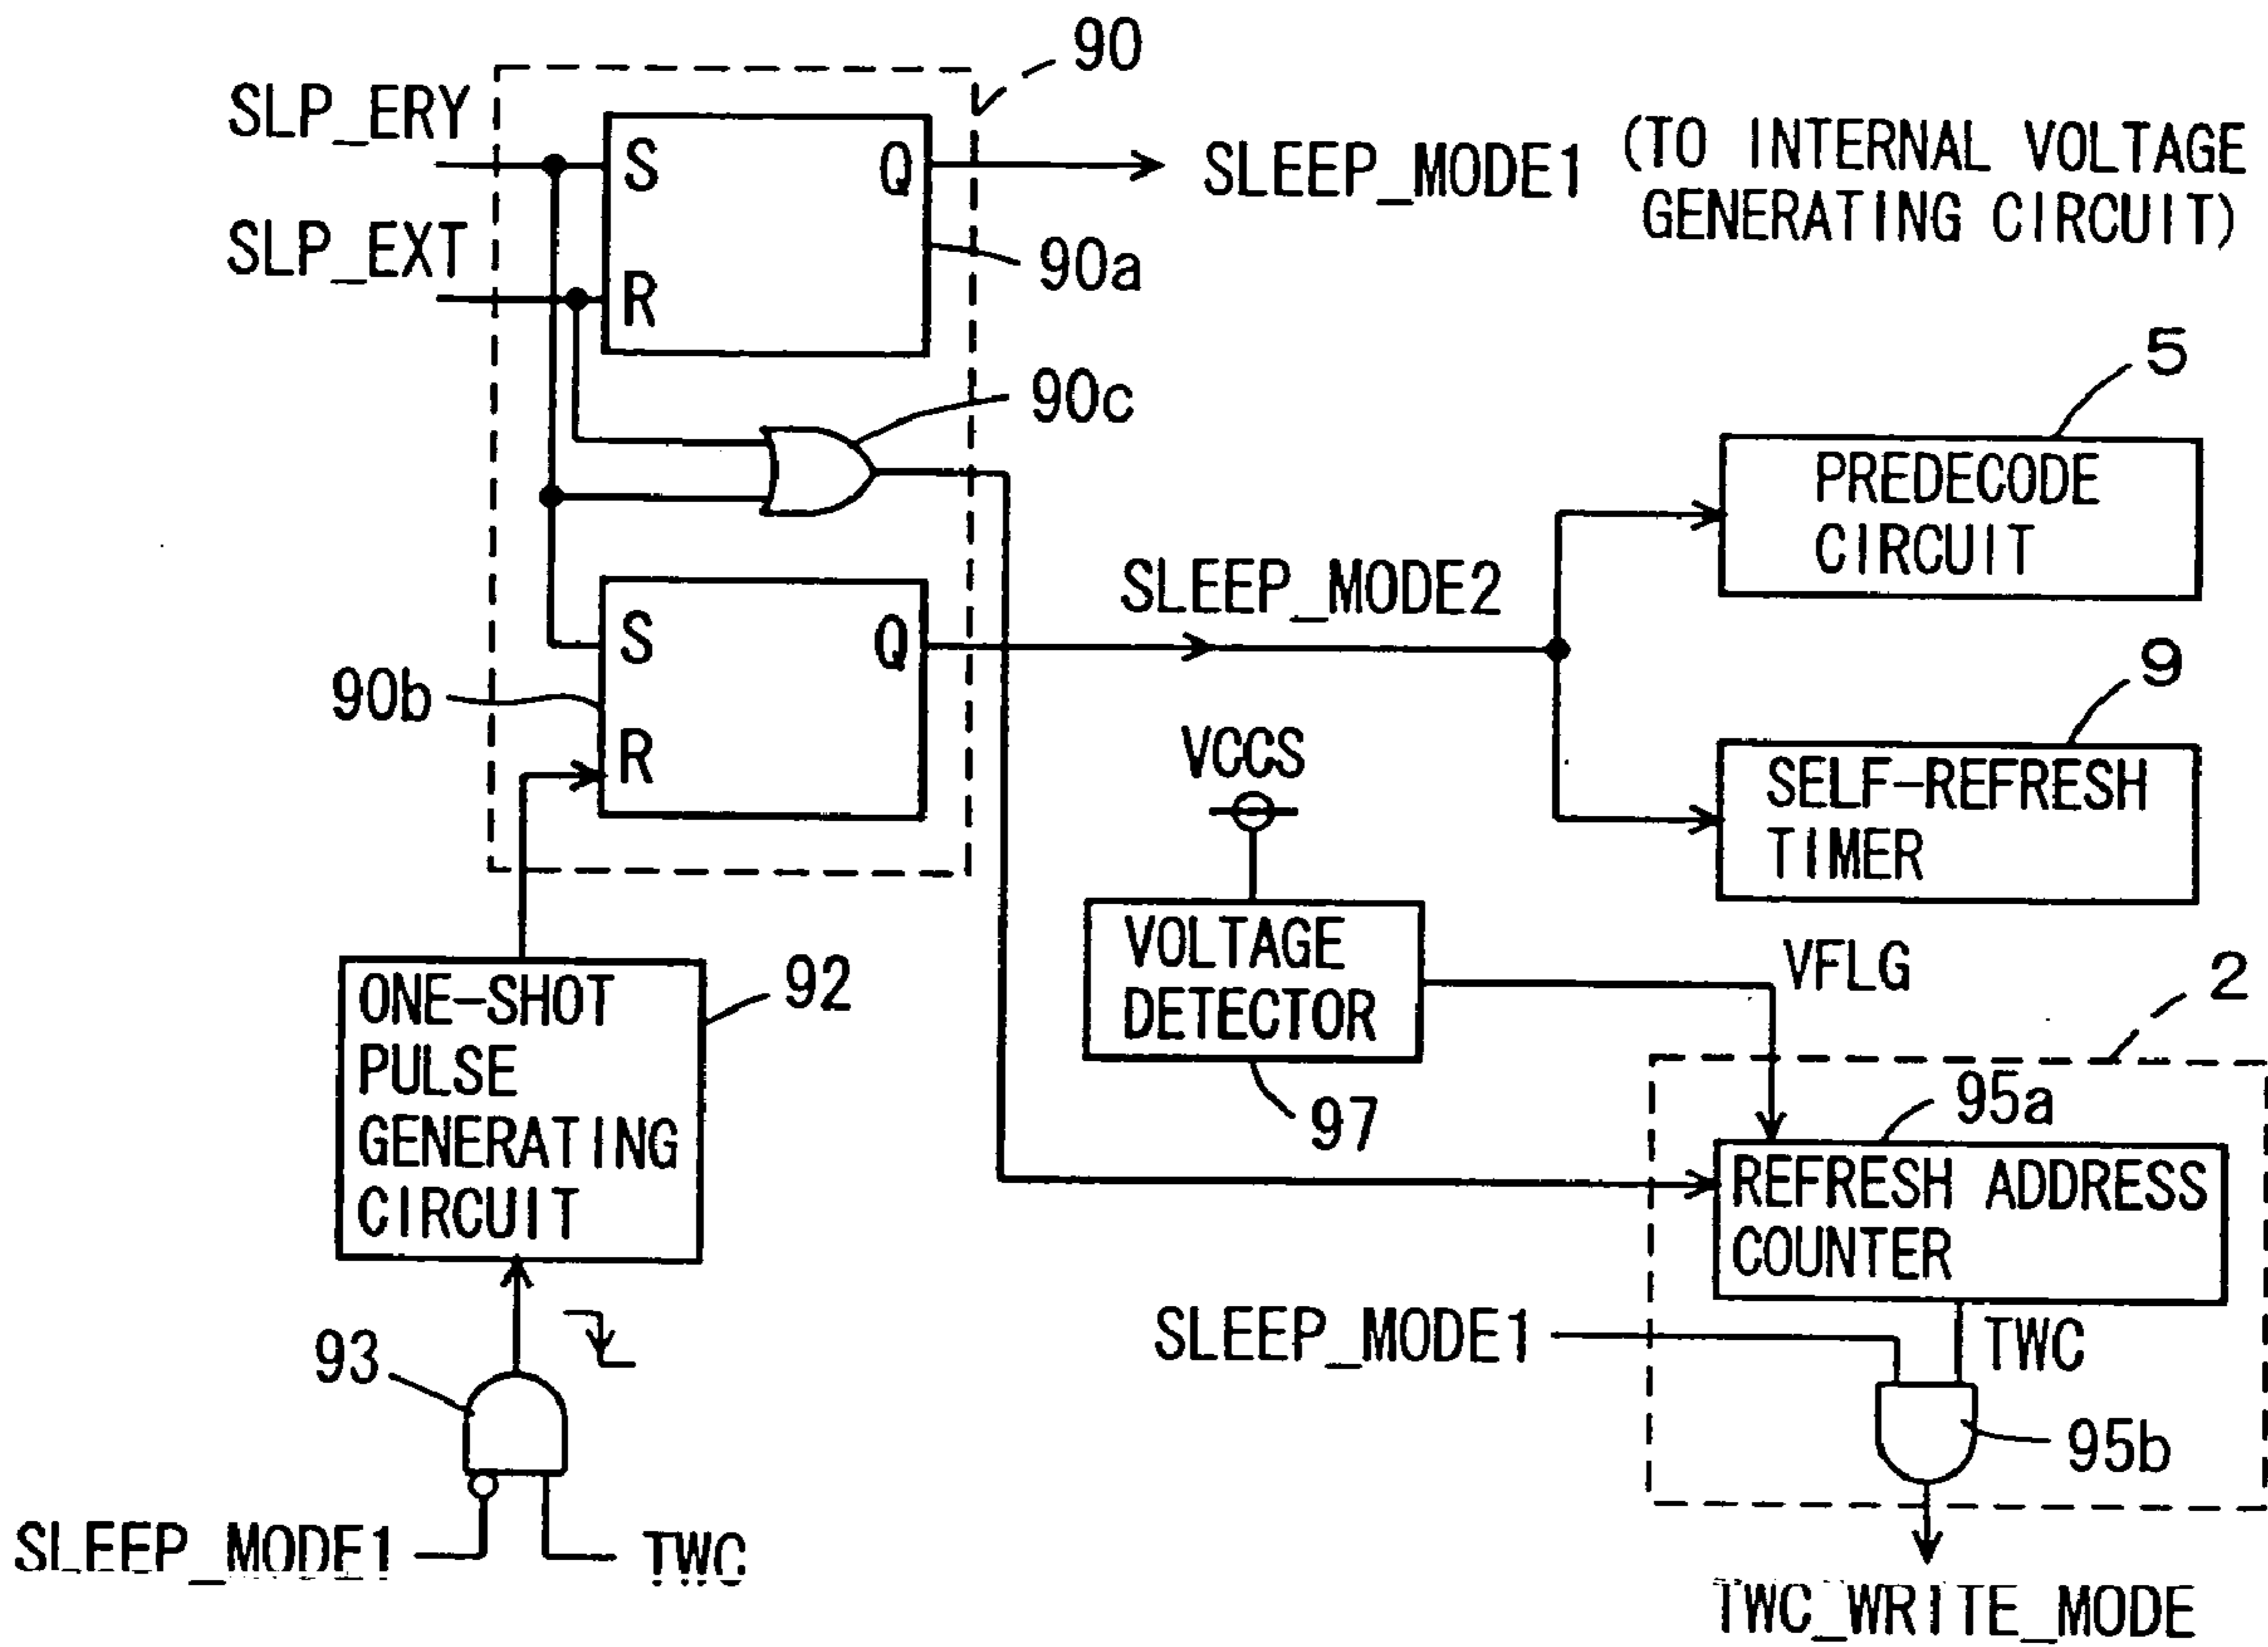 90
SLP_ERY
S
Q
SLEEP_MODE1
(TO INTERNAL VOLTAGE
GENERATING CIRCUIT)
SLP_EXT
R
90a
90c
5
PREDECODE
CIRCUIT
SLEEP_MODE2
S
Q
90b
R
9
SELF-REFRESH
TIMER
VCCS
VOLTAGE
DETECTOR
97
VFLG
2
ONE-SHOT
PULSE
GENERATING
CIRCUIT
92
95a
REFRESH ADDRESS
COUNTER
SLEEP_MODE1
TWC
93
95b
SLEEP_MODE1
TWC
TWC_WRITE_MODE